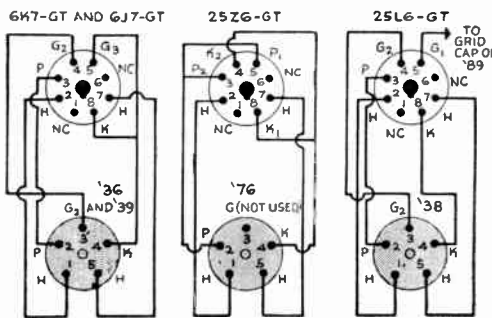 6K7-GT AND 6J7-GT
25Z6-GT
25L6-GT
G2 G3
P 4 5 NC
3 6
2 7
H 1 8 H
K
'36
G2 AND '39
3
P 2 4 K
H 1 5 H
K2 P1
P2 4 5 NC
3 6
2 7
H 1 8 H
NC K1
'76
G (NOT USED)
3
P 2 4 K
H 1 5 H
G2 G1 TO
GRID
CAP OF
'89
P 4 5 NC
3 6
2 7
H 1 8 H
NC K
'38
G2
3
P 2 4 K
H 1 5 H